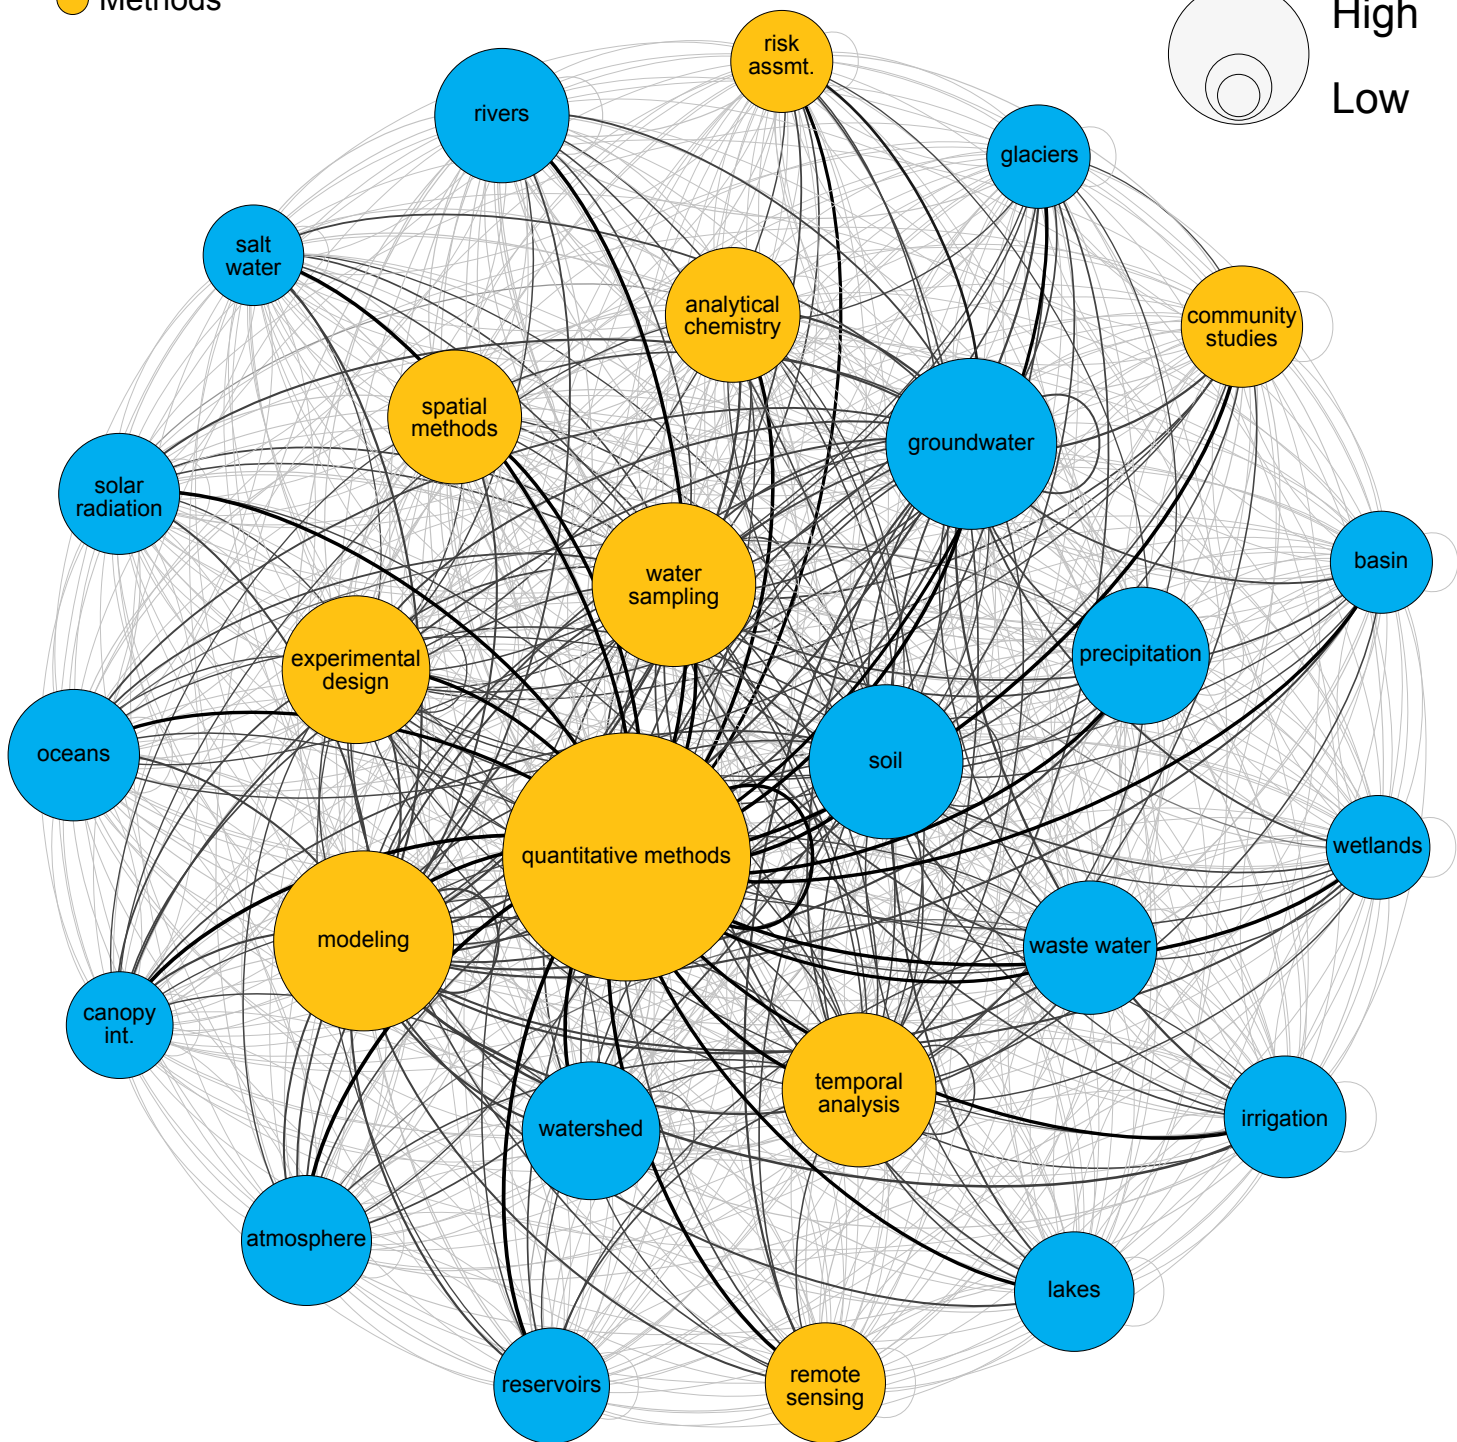 Methods
High
Low
risk
assmt.
rivers
glaciers
salt
water
analytical
chemistry
community
studies
spatial
methods
groundwater
solar
radiation
water
sampling
basin
experimental
design
precipitation
oceans
soil
quantitative methods
wetlands
modeling
waste water
canopy
int.
temporal
analysis
watershed
irrigation
atmosphere
lakes
reservoirs
remote
sensing